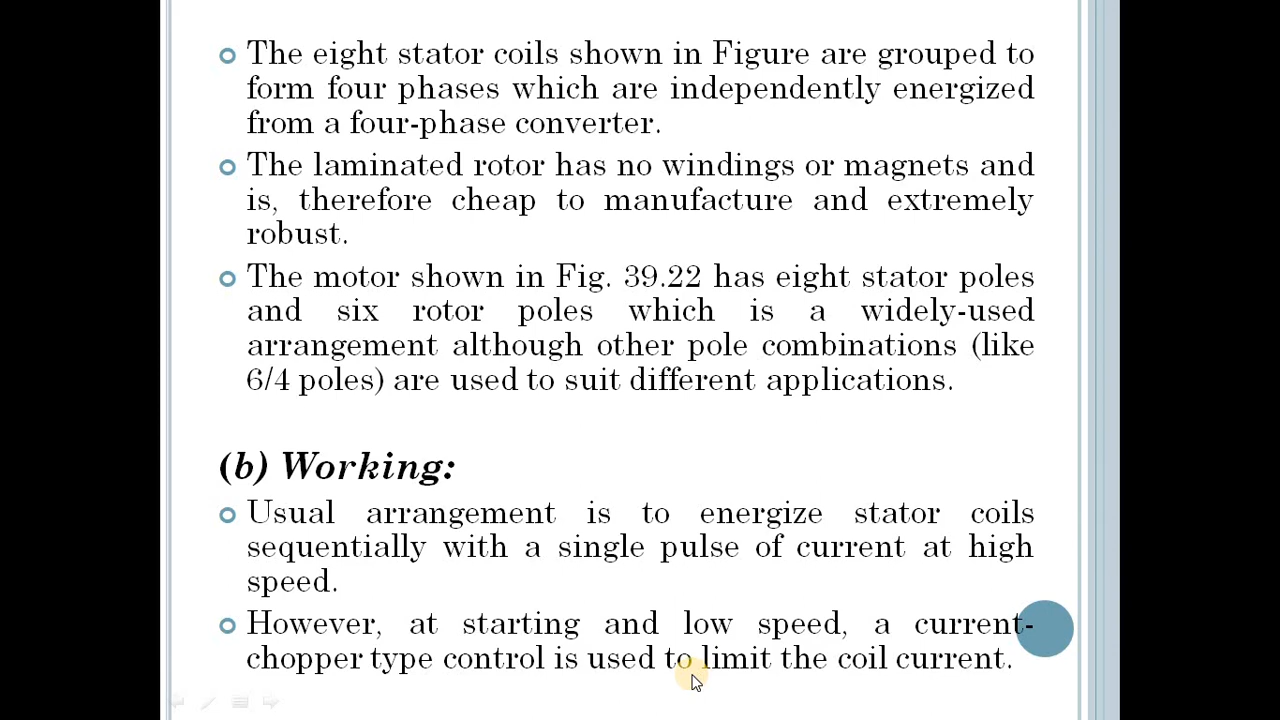 The eight stator coils shown in Figure are grouped to
form four phases which are independently energized
from a four-phase converter.
The laminated rotor has no windings or magnets and
is, therefore cheap to manufacture and extremely
robust.
The motor shown in Fig. 39.22 has eight stator poles
and six rotor poles which is a widely-used
arrangement although other pole combinations (like
6/4 poles) are used to suit different applications.
(b) Working:
Usual arrangement is to energize stator coils
sequentially with a single pulse of current at high
speed.
However, at starting and low speed, a current-
chopper type control is used to limit the coil current.